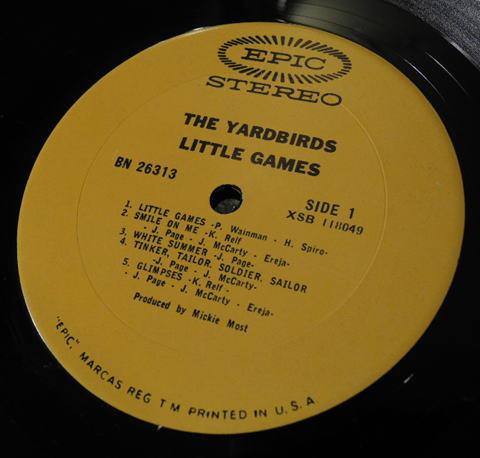 EPIC
STEREO
THE YARDBIRDS
LITTLE GAMES
BN 26313
SIDE 1
XSB 118049
1. LITTLE GAMES -P. Wainman - H. Spiro-
2. SMILE ON ME -K. Relf
- J. Page - J. McCarty - Ereja-
3. WHITE SUMMER -J. Page-
4. TINKER, TAILOR, SOLDIER, SAILOR
-J. Page - J. McCarty -
5. GLIMPSES -K. Relf -
- J. Page - J. McCarty - Ereja-
Produced by Mickie Most
"EPIC", MARCAS REG T M PRINTED IN U.S.A